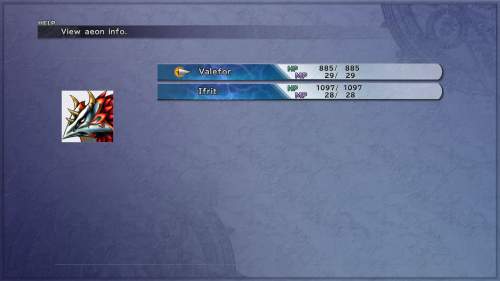 HELP
View aeon info.
Valefor HP 885/ 885
MP 29/ 29
Ifrit HP 1097/ 1097
MP 28/ 28